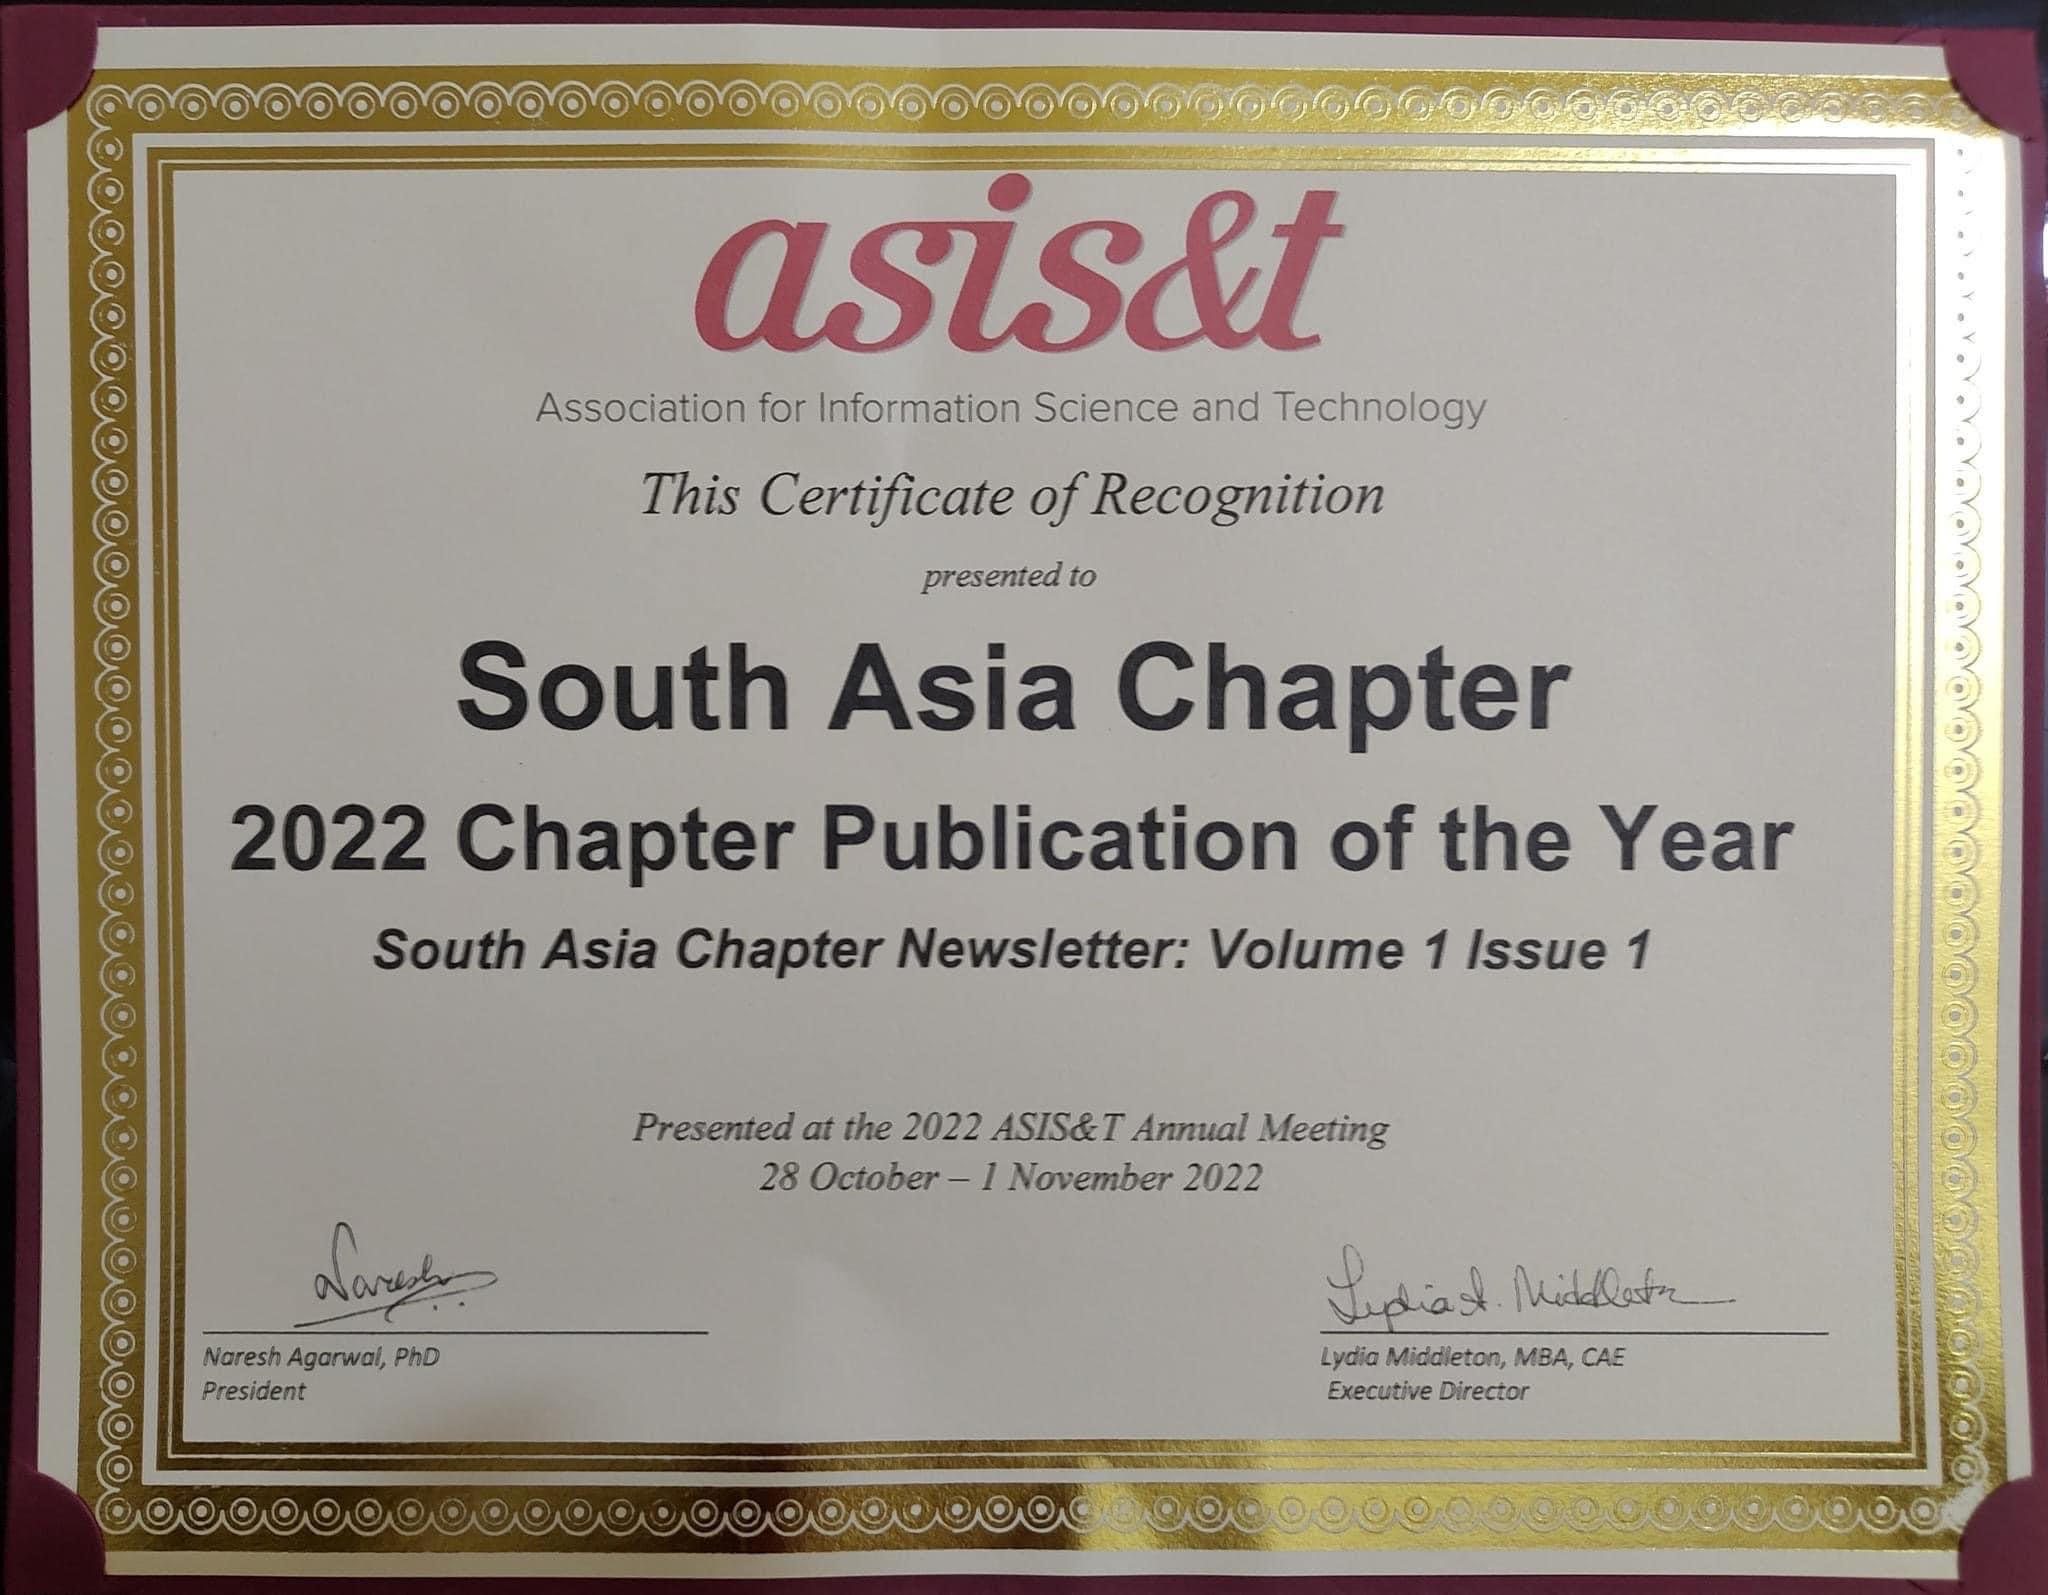 asis&t
Association for Information Science and Technology
This Certificate of Recognition
presented to
South Asia Chapter
2022 Chapter Publication of the Year
South Asia Chapter Newsletter: Volume 1 Issue 1
Presented at the 2022 ASIS&T Annual Meeting
28 October – 1 November 2022
Naresh
Naresh Agarwal, PhD
President
Lydia A. Middleton
Lydia Middleton, MBA, CAE
Executive Director